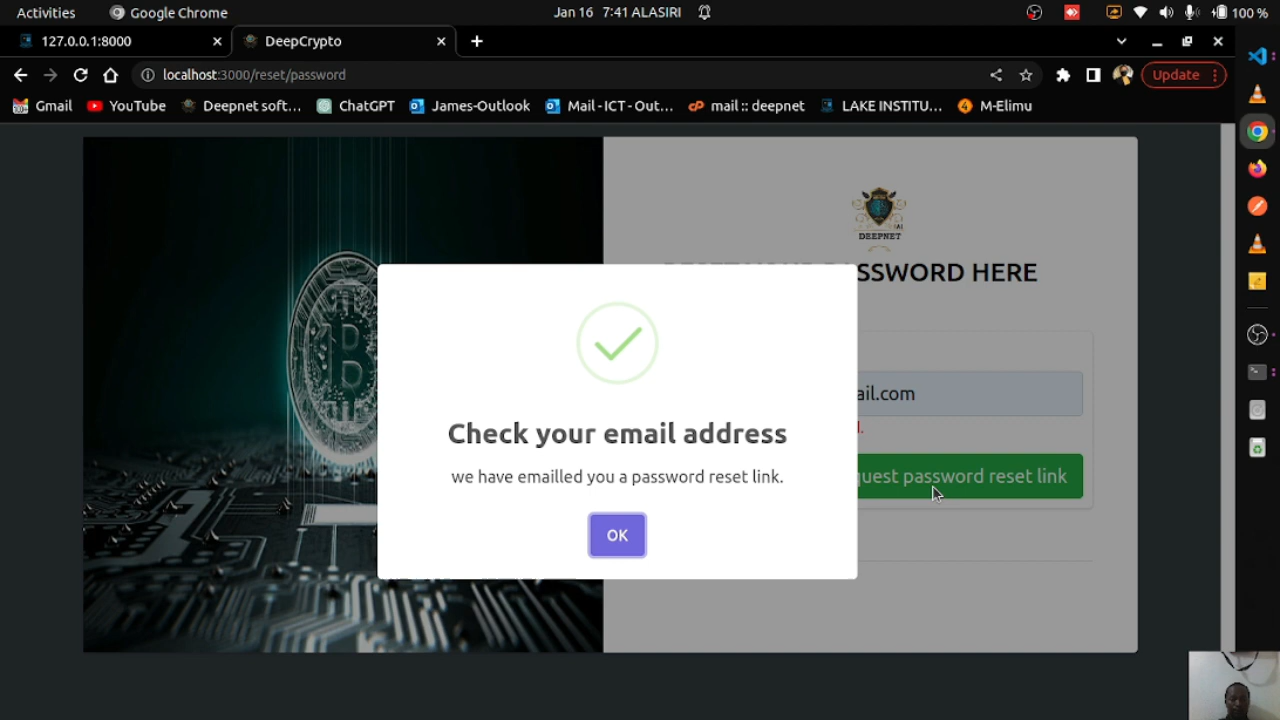 Activities
Google Chrome
Jan 16 7:41 ALASIRI
100 %
127.0.0.1:8000
DeepCrypto
localhost:3000/reset/password
Update
Gmail
YouTube
Deepnet soft...
ChatGPT
James-Outlook
Mail - ICT - Out...
mail :: deepnet
LAKE INSTITU...
M-Elimu
DEEPNET
PASSWORD HERE
ail.com
Request password reset link
Check your email address
we have emailled you a password reset link.
OK